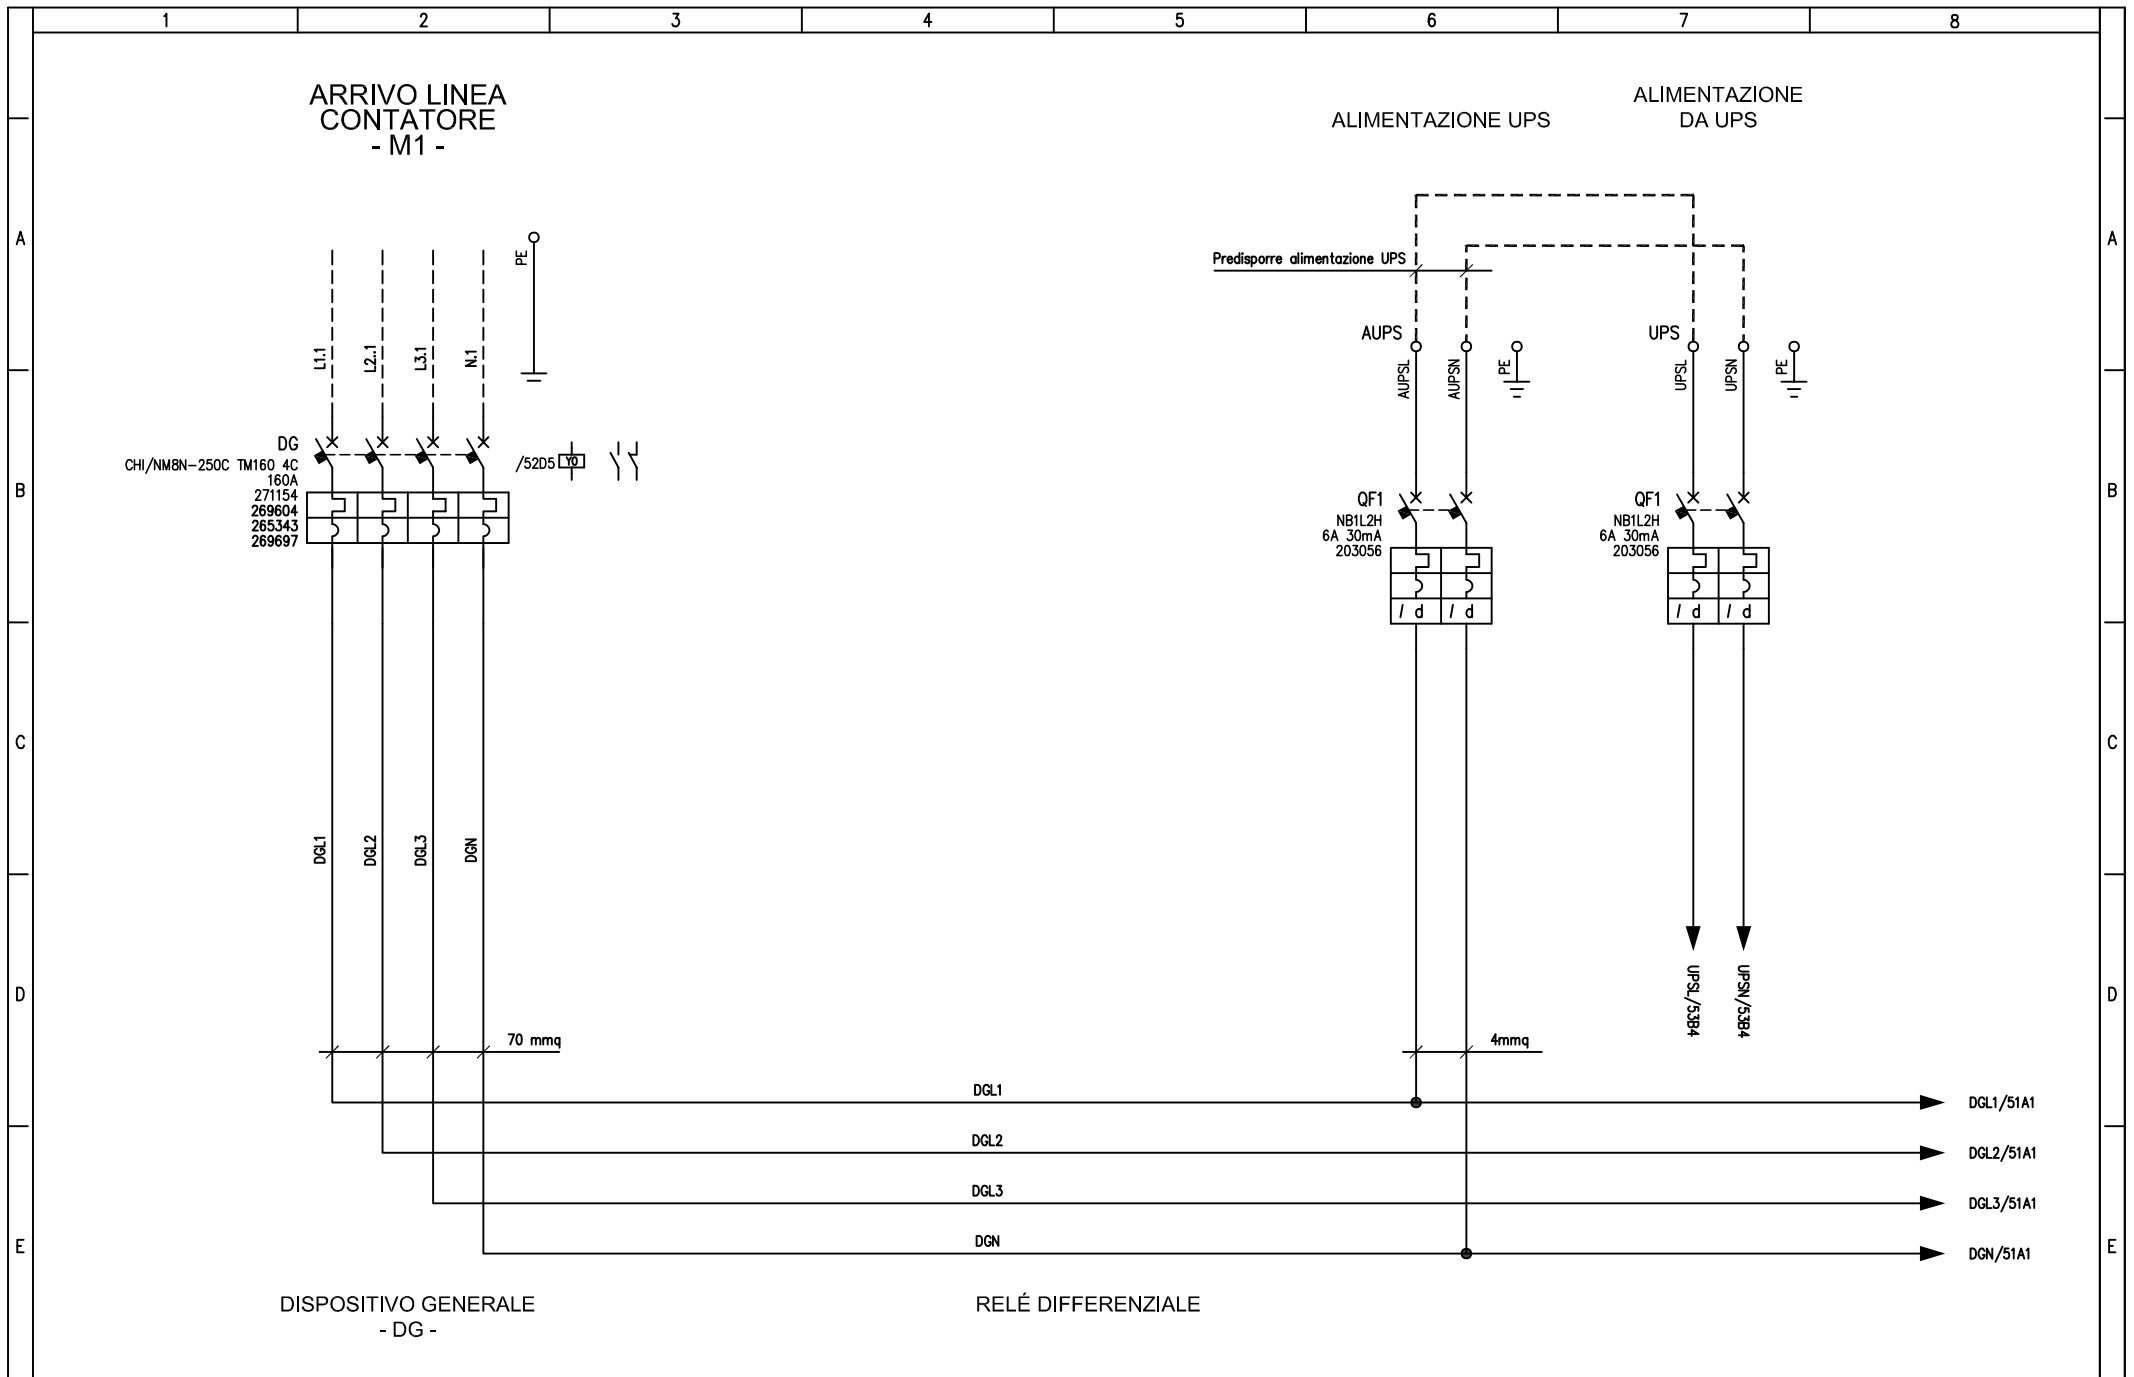 1 2 3 4 5 6 7 8
ARRIVO LINEA
CONTATORE
- M1 -
ALIMENTAZIONE UPS
ALIMENTAZIONE
DA UPS
A
A
PE
Predisporre alimentazione UPS
L1.1
L2..1
L3.1
N.1
AUPS
AUPSL
AUPSN
PE
UPS
UPSL
UPSN
PE
DG
CHI/NM8N-250C TM160 4C
160A
271154
269604
265343
269697
/52D5
Y0
B
B
QF1
NB1L2H
6A 30mA
203056
I d
I d
QF1
NB1L2H
6A 30mA
203056
I d
I d
C
C
DGL1
DGL2
DGL3
DGN
D
D
UPSL/53B4
UPSN/53B4
70 mmq
4mmq
DGL1
DGL1/51A1
DGL2
DGL2/51A1
DGL3
DGL3/51A1
E
E
DGN
DGN/51A1
DISPOSITIVO GENERALE
- DG -
RELÉ DIFFERENZIALE